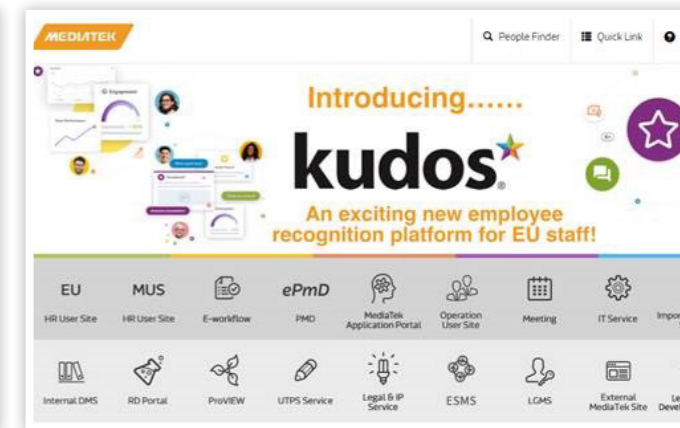 MEDIATEK
People Finder
Quick Link
Introducing......
kudos®
An exciting new employee
recognition platform for EU staff!
EU
MUS
ePmD
HR User Site
HR User Site
E-workflow
PMD
MediaTek
Application Portal
Operation
User Site
Meeting
IT Service
Internal DMS
RD Portal
ProVIEW
UTPS Service
Legal & IP
Service
ESMS
LGMS
External
MediaTek Site